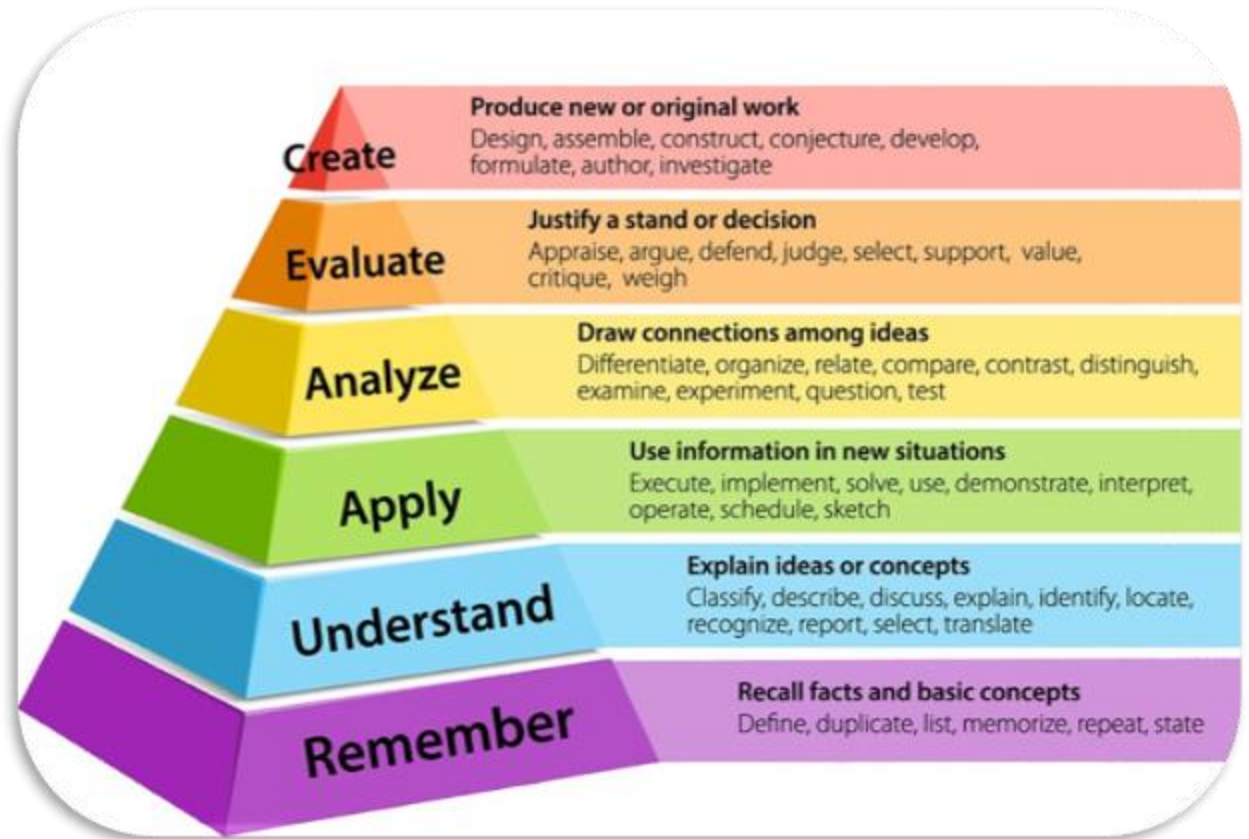 Create
Produce new or original work
Design, assemble, construct, conjecture, develop,
formulate, author, investigate
Evaluate
Justify a stand or decision
Appraise, argue, defend, judge, select, support, value,
critique, weigh
Analyze
Draw connections among ideas
Differentiate, organize, relate, compare, contrast, distinguish,
examine, experiment, question, test
Apply
Use information in new situations
Execute, implement, solve, use, demonstrate, interpret,
operate, schedule, sketch
Understand
Explain ideas or concepts
Classify, describe, discuss, explain, identify, locate,
recognize, report, select, translate
Remember
Recall facts and basic concepts
Define, duplicate, list, memorize, repeat, state